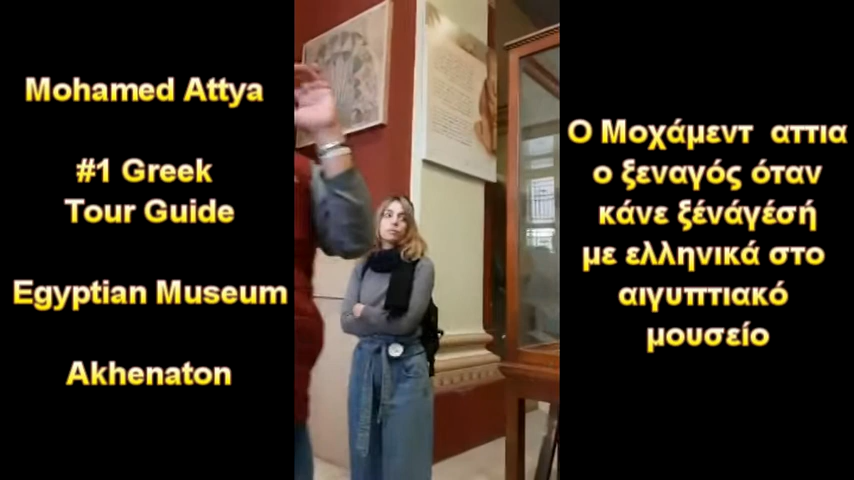 Mohamed Attya
#1 Greek
Tour Guide
Egyptian Museum
Akhenaton
Ο Μοχάμεντ αττια
ο ξεναγός όταν
κάνε ξένάγέσή
με ελληνικά στο
αιγυπτιακό
μουσείο